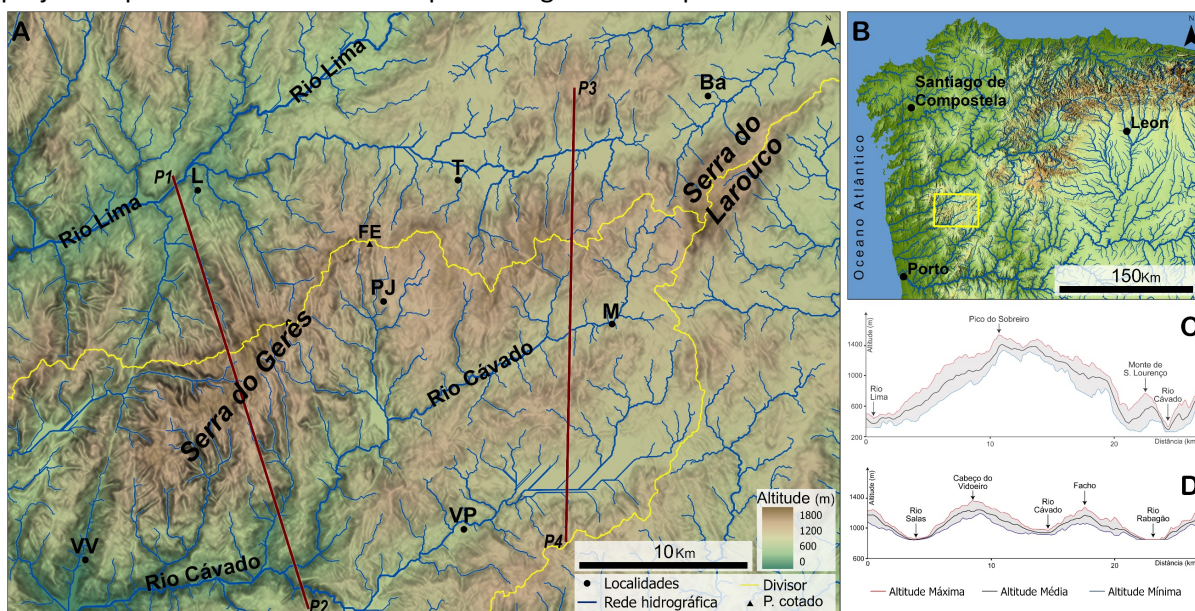 A
N
Rio Lima
P3
Ba
P1
L
T
Serra do
Larouco
Rio Lima
FE
PJ
M
Serra do Gerês
Rio Cávado
VP
VV
Rio Cávado
P4
P2
Altitude (m)
1800
1200
600
0
10 Km
Localidades
Divisor
Rede hidrográfica
P. cotado
B
N
Santiago de
Compostela
Leon
Oceano Atlântico
Porto
150Km
C
Altitude (m)
Pico do Sobreiro
1400
1000
600
200
Rio
Lima
Monte de
S. Lourenço
Rio
Cávado
0
10
20
Distância (km
D
Altitude (m)
1400
1000
600
Rio
Salas
Cabeço do
Vidoeiro
Rio
Cávado
Facho
Rio
Rabagão
0
10
20
Distância (km
Altitude Máxima
Altitude Média
Altitude Mínima